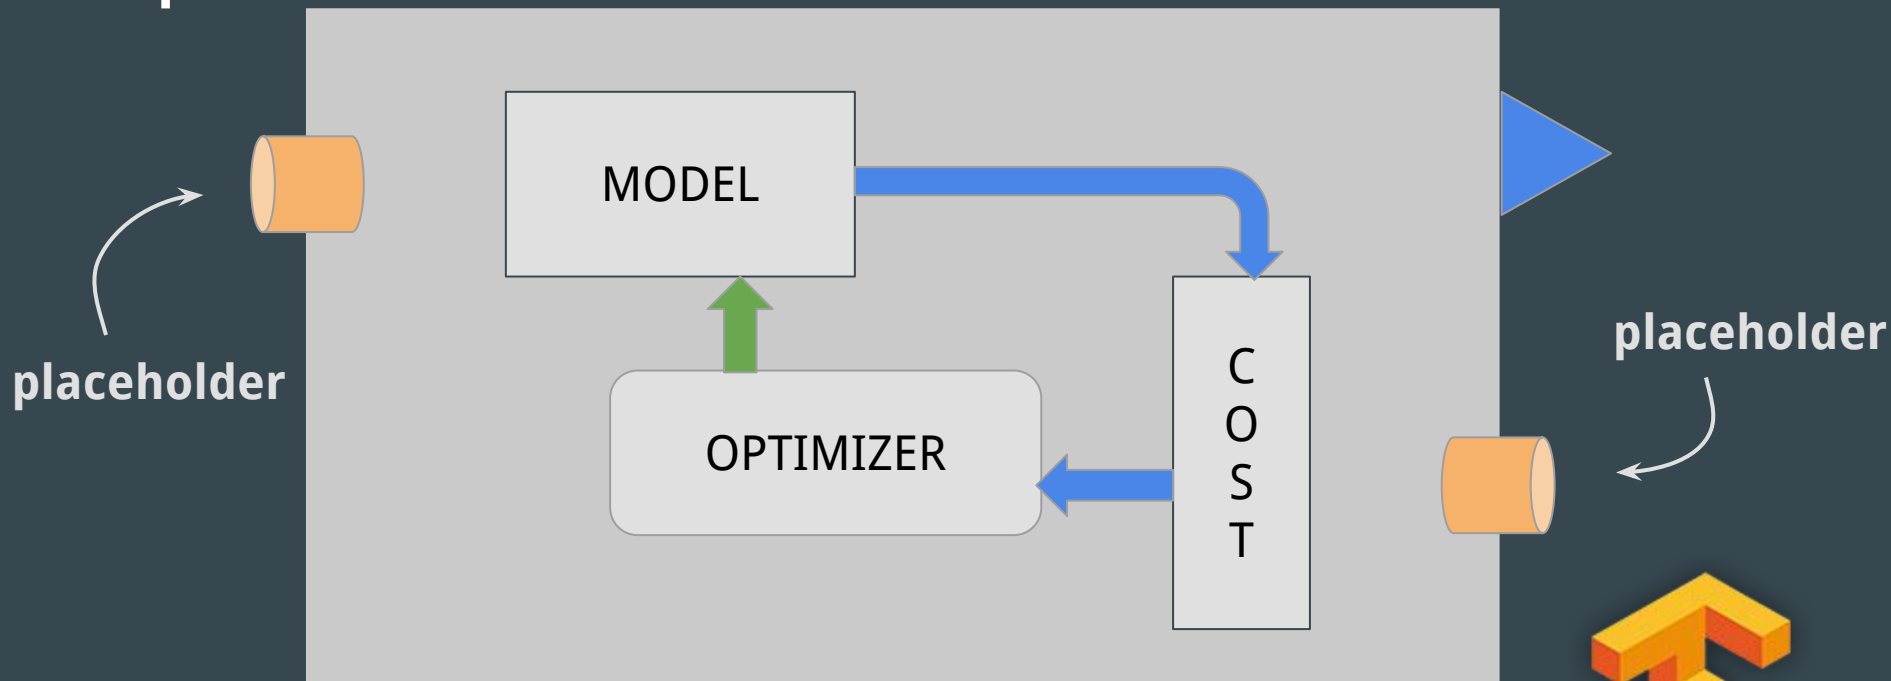 MODEL
placeholder
placeholder
OPTIMIZER
C
O
S
T